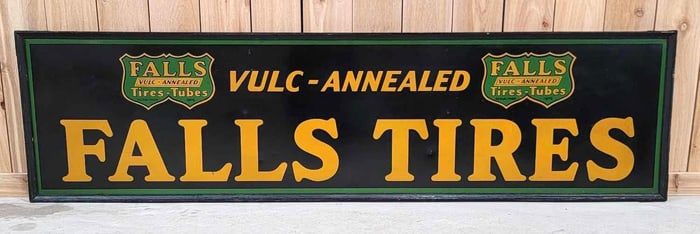 FALLS
VULC-ANNEALED
Tires-Tubes
VULC-ANNEALED
FALLS
VULC-ANNEALED
Tires-Tubes
FALLS TIRES